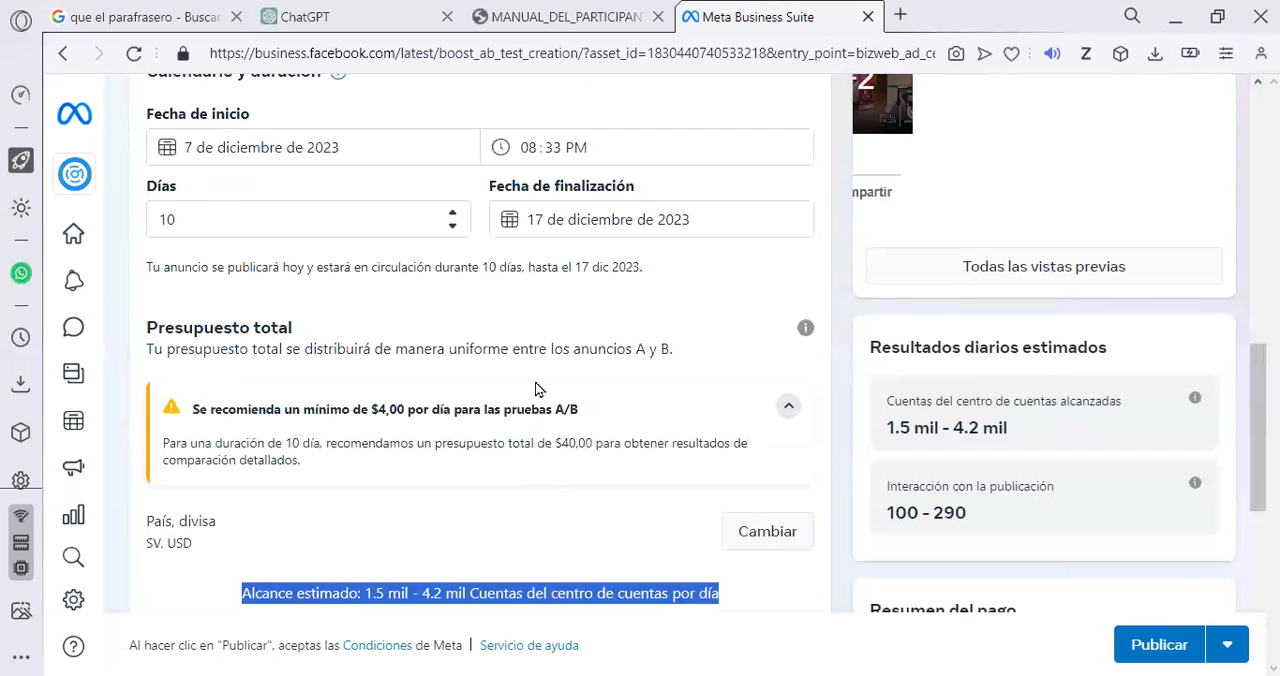 que el parafrasero - Buscar
ChatGPT
MANUAL_DEL_PARTICIPAN
Meta Business Suite
https://business.facebook.com/latest/boost_ab_test_creation/?asset_id=1830440740533218&entry_point=bizweb_ad_ce
Calendario y duración
Fecha de inicio
7 de diciembre de 2023
08:33 PM
Días
Fecha de finalización
10
17 de diciembre de 2023
Tu anuncio se publicará hoy y estará en circulación durante 10 días, hasta el 17 dic 2023.
Presupuesto total
Tu presupuesto total se distribuirá de manera uniforme entre los anuncios A y B.
Se recomienda un mínimo de $4,00 por día para las pruebas A/B
Para una duración de 10 día, recomendamos un presupuesto total de $40,00 para obtener resultados de
comparación detallados.
País, divisa
SV, USD
Cambiar
Alcance estimado: 1.5 mil - 4.2 mil Cuentas del centro de cuentas por día
mpartir
Todas las vistas previas
Resultados diarios estimados
Cuentas del centro de cuentas alcanzadas
1.5 mil - 4.2 mil
Interacción con la publicación
100 - 290
Resumen del pago
Al hacer clic en "Publicar", aceptas las Condiciones de Meta | Servicio de ayuda
Publicar